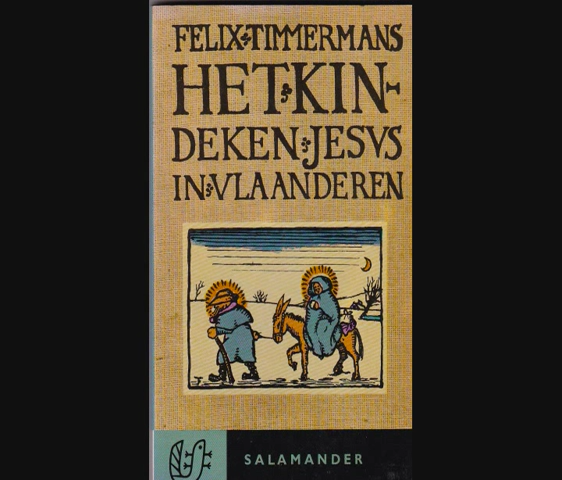 FELIX TIMMERMANS
HET KIN-
DEKEN JESVS
IN VLAANDEREN
SALAMANDER